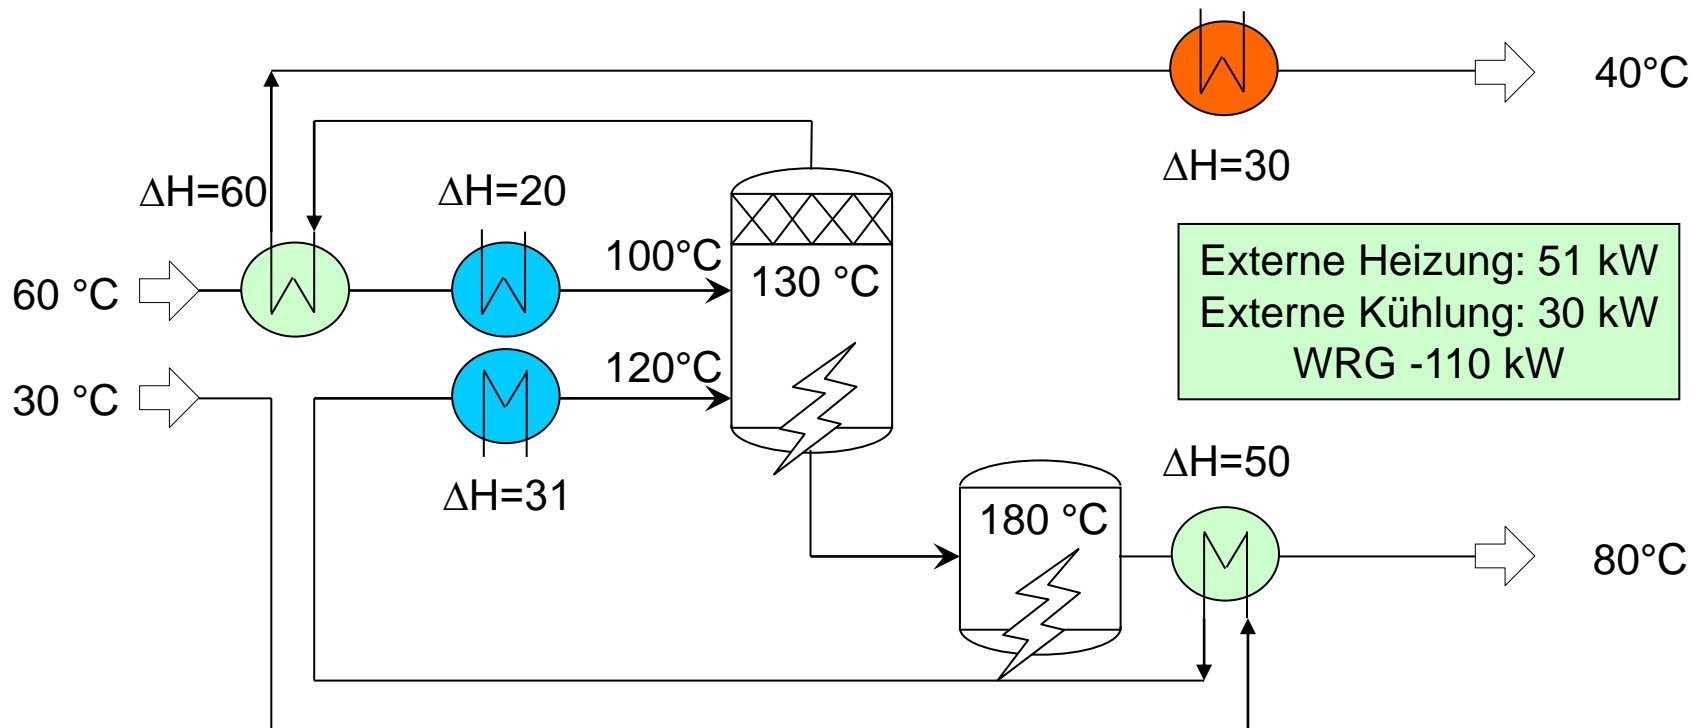 40°C
ΔH=30
ΔH=60
ΔH=20
100°C
130 °C
60 °C
Externe Heizung: 51 kW
Externe Kühlung: 30 kW
WRG -110 kW
120°C
30 °C
ΔH=31
ΔH=50
180 °C
80°C